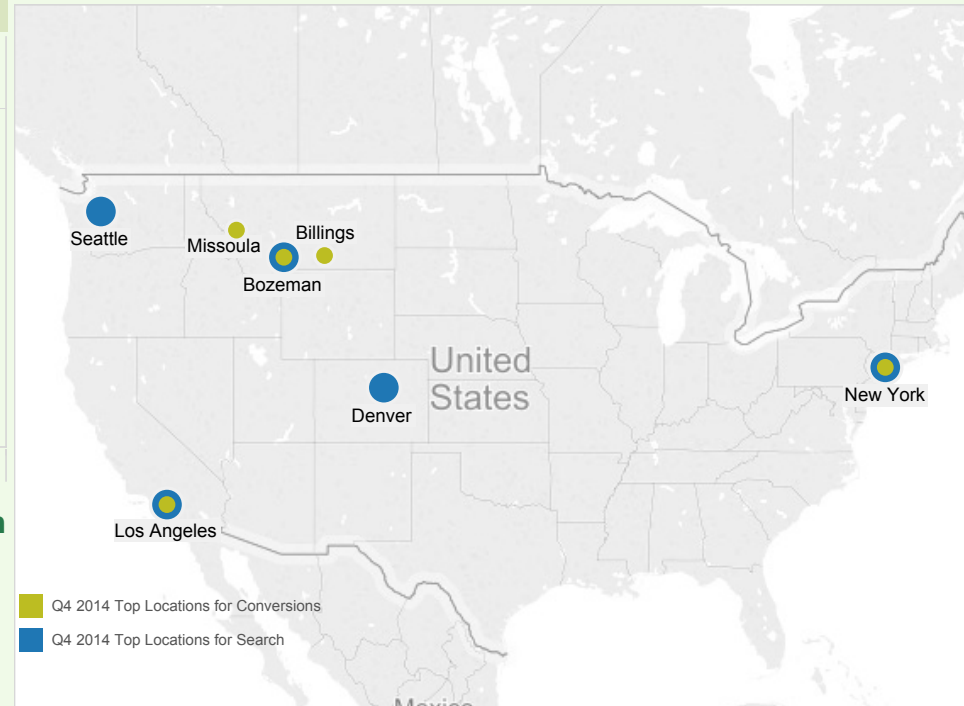 Seattle
Missoula
Billings
Bozeman
United
States
Denver
New York
Los Angeles
Q4 2014 Top Locations for Conversions
Q4 2014 Top Locations for Search
Mexico